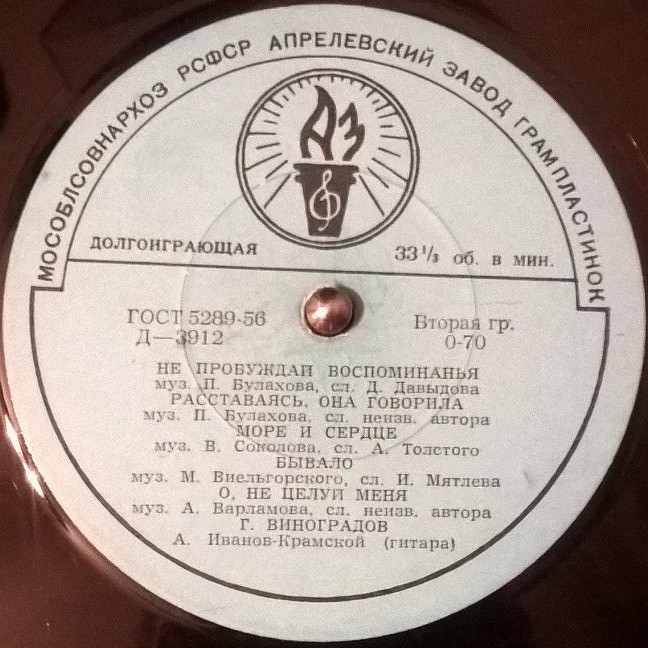 МОСОБЛСОВНАРХОЗ РСФСР АПРЕЛЕВСКИЙ ЗАВОД ГРАМПЛАСТИНОК
АЗ
ДОЛГОИГРАЮЩАЯ 33⅓ об. в мин.
ГОСТ 5289-56 Вторая гр.
Д—3912 0-70
НЕ ПРОБУЖДАЙ ВОСПОМИНАНЬЯ
муз. П. Булахова, сл. Д. Давыдова
РАССТАВАЯСЬ, ОНА ГОВОРИЛА
муз. П. Булахова, сл. неизв. автора
МОРЕ И СЕРДЦЕ
муз. В. Соколова, сл. А. Толстого
БЫВАЛО
муз. М. Виельгорского, сл. И. Мятлева
О, НЕ ЦЕЛУЙ МЕНЯ
муз. А. Варламова, сл. неизв. автора
Г. ВИНОГРАДОВ
А. Иванов-Крамской (гитара)